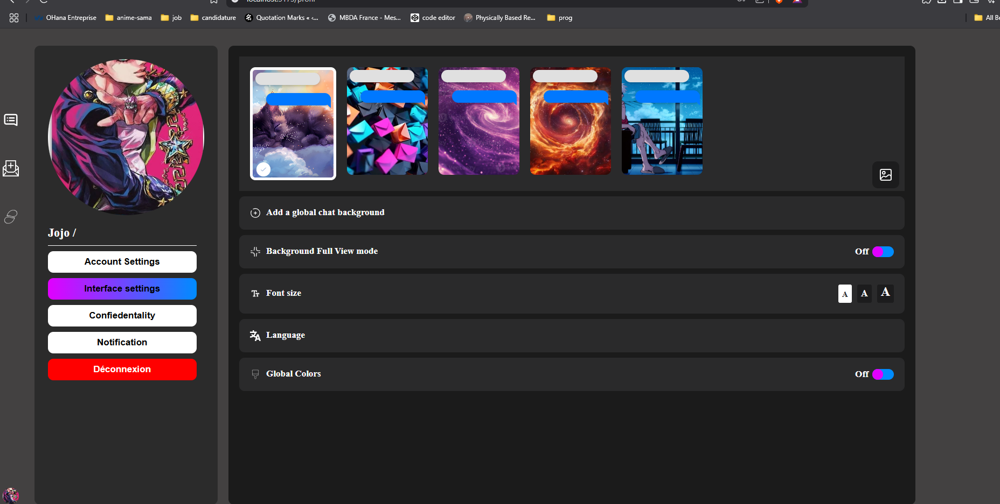 OHana Entreprise anime-sama job candidature Quotation Marks « ‹... MBDA France - Mes... code editor Physically Based Re... prog
Jojo /
Account Settings
Interface settings
Confiedentality
Notification
Déconnexion
Add a global chat background
Background Full View mode
Off
Font size
A A A
Language
Global Colors
Off